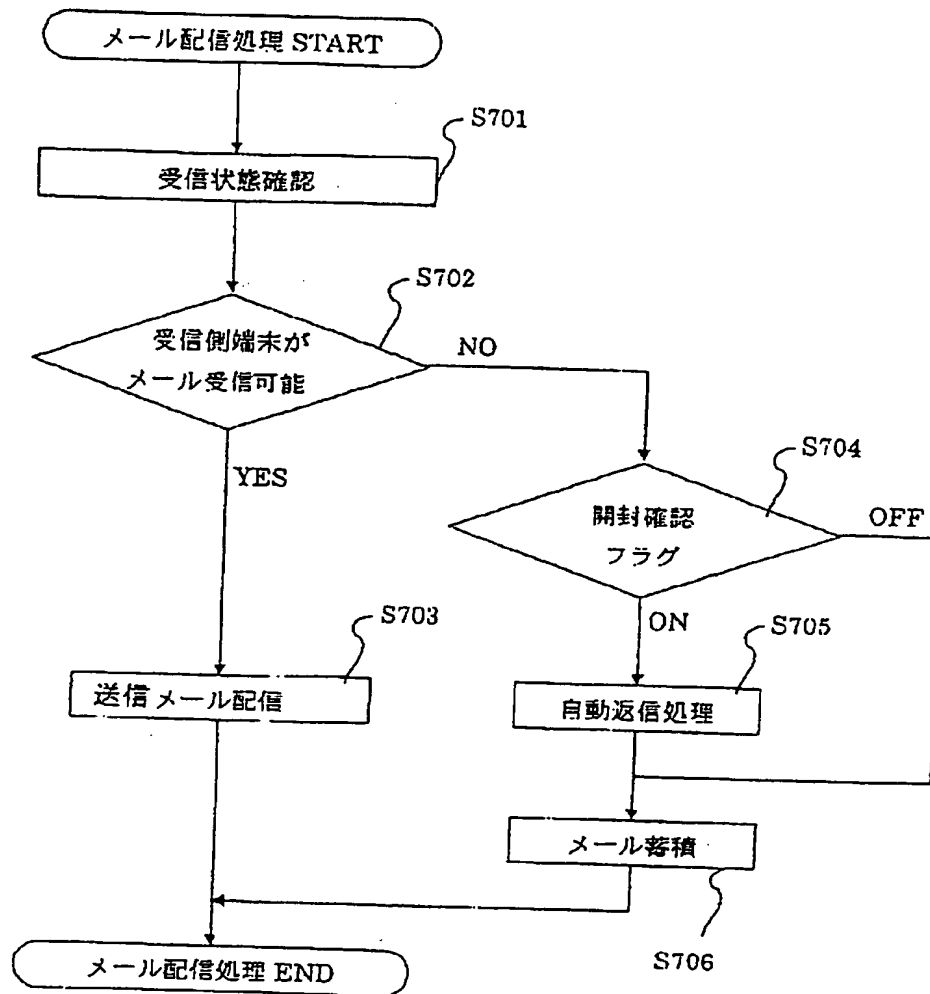 メール配信処理 START
S701
受信状態確認
S702
受信側端末が
メール受信可能
NO
YES
S704
開封確認
フラグ
OFF
ON
S703
送信メール配信
S705
自動返信処理
メール蓄積
S706
メール配信処理 END